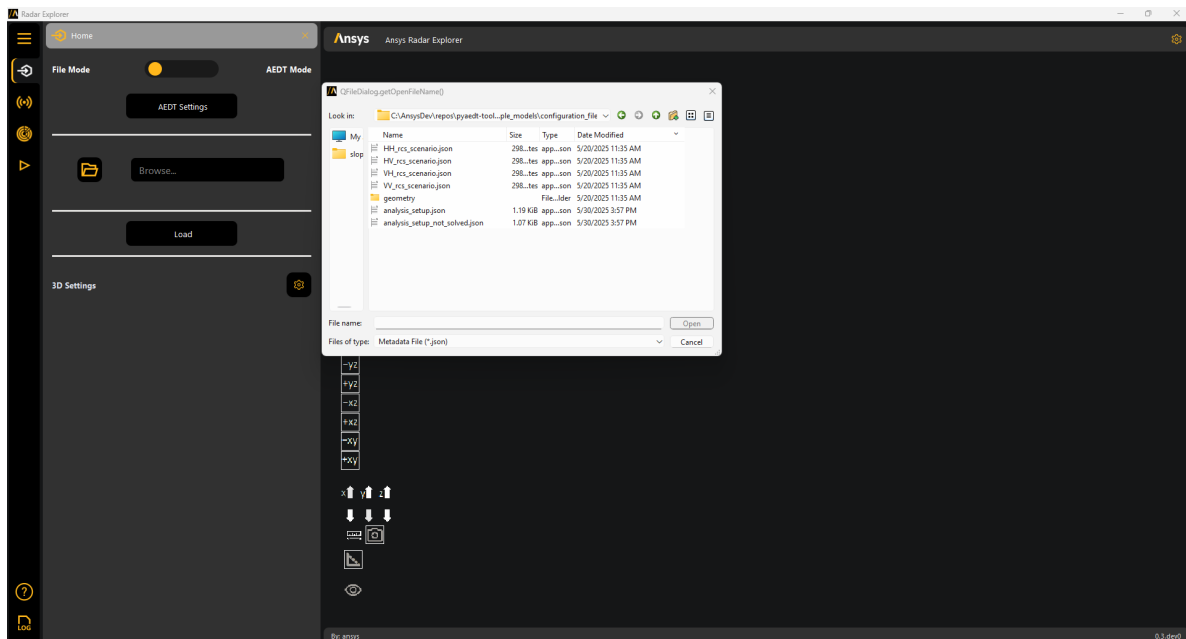 Radar Explorer
Home
File Mode
AEDT Mode
AEDT Settings
Browse...
Load
3D Settings
LOG
Ansys
Ansys Radar Explorer
QFileDialog.getOpenFileName()
Look in:
C:\AnsysDev\repos\pyaedt-tool...ple_models\configuration_file
My
slop
Name Size Type Date Modified
HH_rcs_scenario.json 298...tes app...son 5/20/2025 11:35 AM
HV_rcs_scenario.json 298...tes app...son 5/20/2025 11:35 AM
VH_rcs_scenario.json 298...tes app...son 5/20/2025 11:35 AM
VV_rcs_scenario.json 298...tes app...son 5/20/2025 11:35 AM
geometry File...lder 5/20/2025 11:35 AM
analysis_setup.json 1.19 KiB app...son 5/30/2025 3:57 PM
analysis_setup_not_solved.json 1.07 KiB app...son 5/30/2025 3:57 PM
File name:
Open
Files of type: Metadata File (*.json)
Cancel
-yz
+yz
-xz
+xz
-xy
+xy
x y z
By: ansys
0.3.dev0